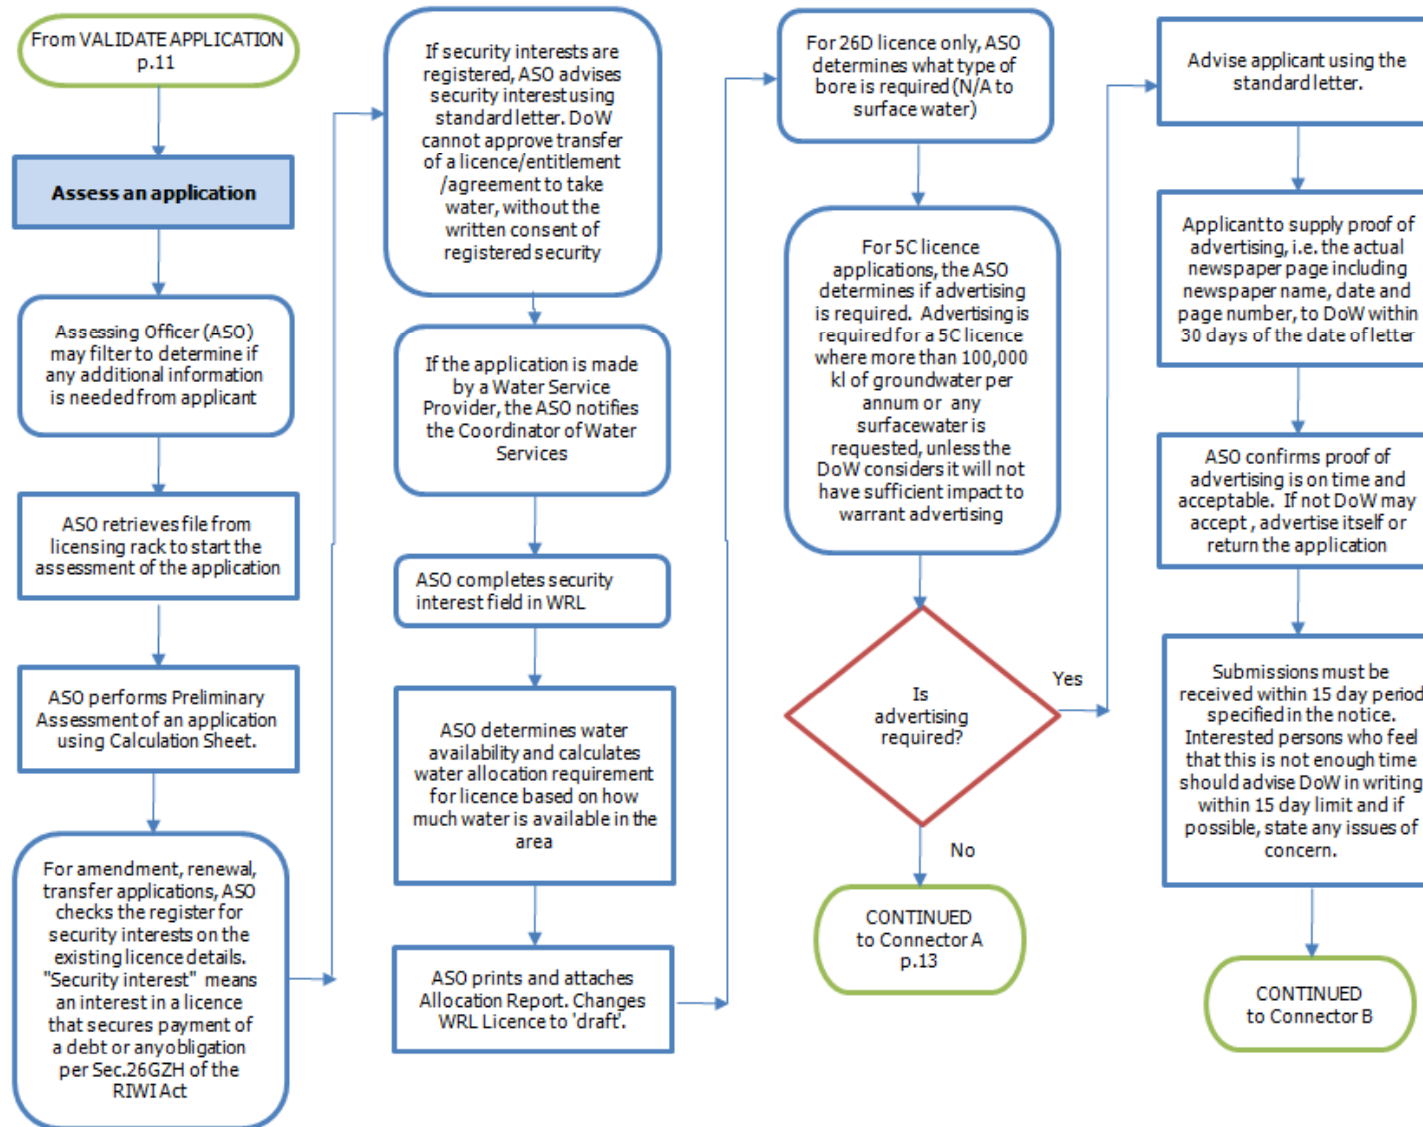 From VALIDATE APPLICATION
p.11
Assess an application
Assessing Officer (ASO)
may filter to determine if
any additional information
is needed from applicant
ASO retrieves file from
licensing rack to start the
assessment of the application
ASO performs Preliminary
Assessment of an application
using Calculation Sheet.
For amendment, renewal,
transfer applications, ASO
checks the register for
security interests on the
existing licence details.
"Security interest" means
an interest in a licence
that secures payment of
a debt or anyobligation
per Sec.26GZH of the
RIWI Act
If security interests are
registered, ASO advises
security interest using
standard letter. DoW
cannot approve transfer
of a licence/entitlement
/agreement to take
water, without the
written consent of
registered security
If the application is made
by a Water Service
Provider, the ASO notifies
the Coordinator of Water
Services
ASO completes security
interest field in WRL
ASO determines water
availability and calculates
water allocation requirement
for licence based on how
much water is available in the
area
ASO prints and attaches
Allocation Report. Changes
WRL Licence to 'draft'.
For 26D licence only, ASO
determines what type of
bore is required (N/A to
surface water)
For 5C licence
applications, the ASO
determines if advertising
is required. Advertising is
required for a 5C licence
where more than 100,000
kl of groundwater per
annum or any
surfacewater is
requested, unless the
DoW considers it will not
have sufficient impact to
warrant advertising
Is
advertising
required?
Yes
No
CONTINUED
to Connector A
p.13
Advise applicant using the
standard letter.
Applicant to supply proof of
advertising, i.e. the actual
newspaper page including
newspaper name, date and
page number, to DoW within
30 days of the date of letter
ASO confirms proof of
advertising is on time and
acceptable. If not DoW may
accept , advertise itself or
return the application
Submissions must be
received within 15 day period
specified in the notice.
Interested persons who feel
that this is not enough time
should advise DoW in writing
within 15 day limit and if
possible, state any issues of
concern.
CONTINUED
to Connector B